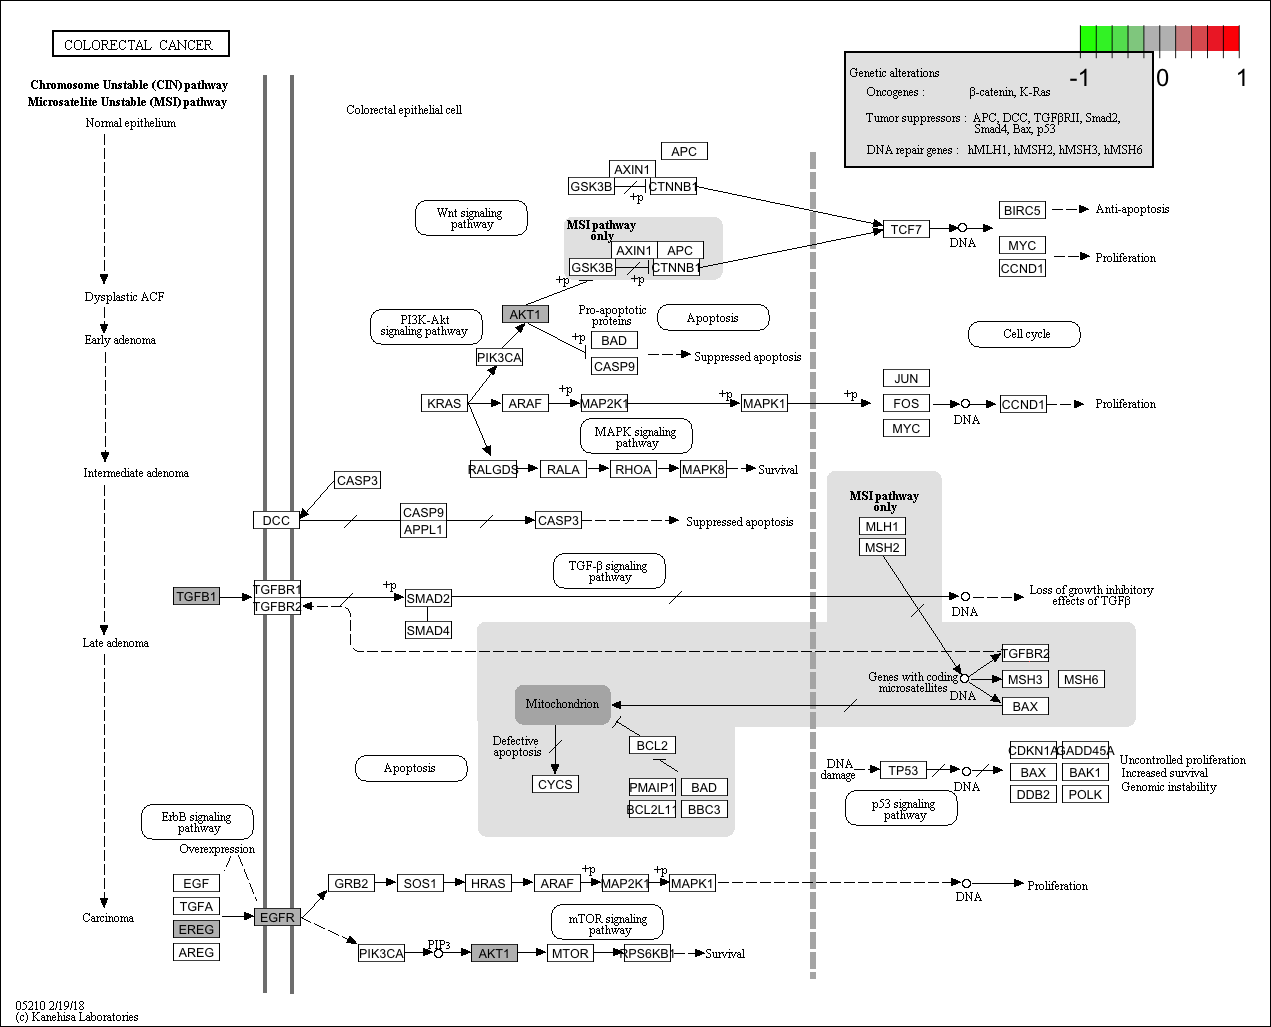 COLORECTAL CANCER
-1
0
1
Genetic alterations
Oncogenes : β-catenin, K-Ras
Tumor suppressors : APC, DCC, TGFβRII, Smad2,
Smad4, Bax, p53
DNA repair genes : hMLH1, hMSH2, hMSH3, hMSH6
Chromosome Unstable (CIN) pathway
Microsatelite Unstable (MSI) pathway
Normal epithelium
Colorectal epithelial cell
APC
AXIN1
GSK3B
+p
CTNNB1
Wnt signaling
pathway
MSI pathway
only
AXIN1
APC
GSK3B
+p
CTNNB1
+p
TCF7
DNA
BIRC5
Anti-apoptosis
MYC
CCND1
Proliferation
Dysplastic ACF
Early adenoma
PI3K-Akt
signaling pathway
AKT1
Pro-apoptotic
proteins
+p
BAD
CASP9
Apoptosis
Suppressed apoptosis
Cell cycle
PIK3CA
KRAS
ARAF
+p
MAP2K1
+p
MAPK1
+p
JUN
FOS
MYC
DNA
CCND1
Proliferation
MAPK signaling
pathway
Intermediate adenoma
RALGDS
RALA
RHOA
MAPK8
Survival
CASP3
DCC
CASP9
APPL1
CASP3
Suppressed apoptosis
MSI pathway
only
MLH1
MSH2
TGF-β signaling
pathway
TGFB1
TGFBR1
TGFBR2
+p
SMAD2
SMAD4
DNA
Loss of growth inhibitory
effects of TGFβ
Late adenoma
Genes with coding
microsatellites
DNA
TGFBR2
MSH3
MSH6
BAX
Mitochondrion
Defective
apoptosis
CYCS
BCL2
PMAIP1
BAD
BCL2L11
BBC3
Apoptosis
DNA
damage
TP53
DNA
CDKN1A
GADD45A
BAX
BAK1
DDB2
POLK
Uncontrolled proliferation
Increased survival
Genomic instability
p53 signaling
pathway
ErbB signaling
pathway
Overexpression
EGF
TGFA
EREG
AREG
EGFR
GRB2
SOS1
HRAS
ARAF
+p
MAP2K1
+p
MAPK1
DNA
Proliferation
Carcinoma
mTOR signaling
pathway
PIK3CA
PIP3
AKT1
MTOR
RPS6KB1
Survival
05210 2/19/18
(c) Kanehisa Laboratories